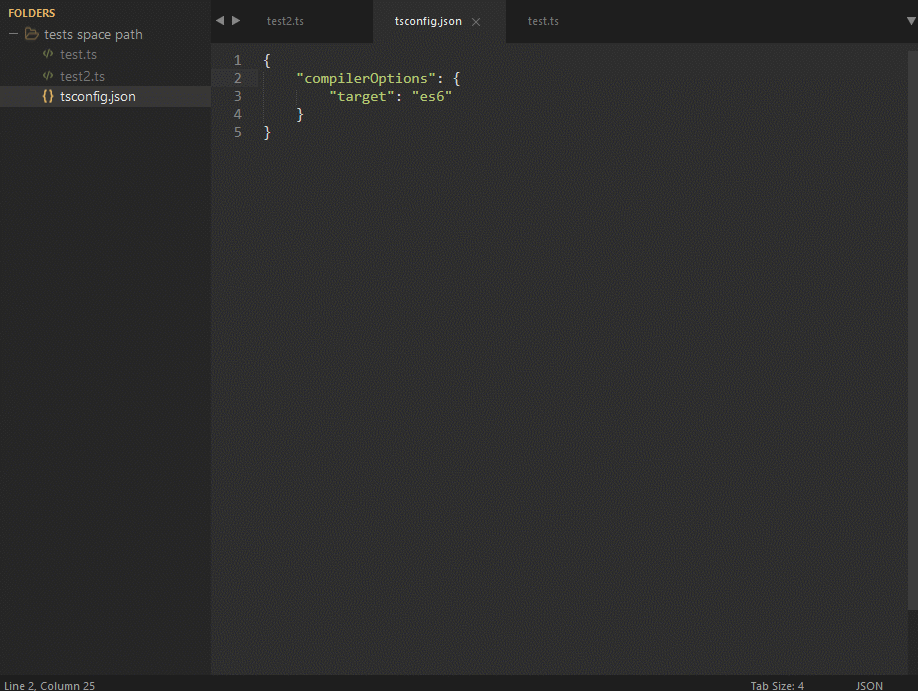 FOLDERS
tests space path
test.ts
test2.ts
tsconfig.json
test2.ts
tsconfig.json
test.ts
1 {
2 "compilerOptions": {
3 "target": "es6"
4 }
5 }
Line 2, Column 25
Tab Size: 4
JSON